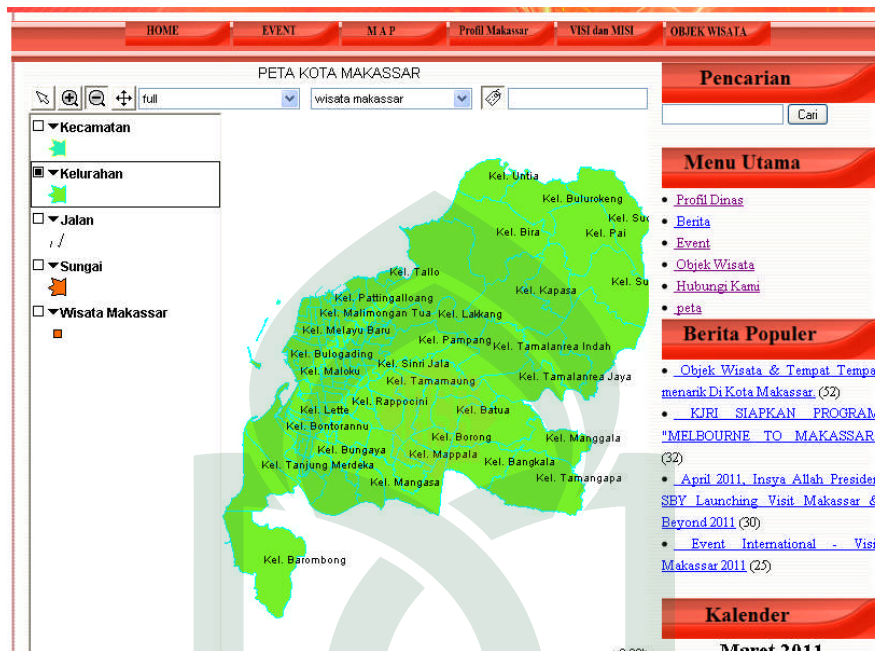 HOME EVENT M A P Profil Makassar VISI dan MISI OBJEK WISATA
PETA KOTA MAKASSAR
full wisata makassar
Kecamatan
Kelurahan
Jalan
Sungai
Wisata Makassar
Kel. Untia
Kel. Bulurokeng
Kel. Su
Kel. Bira Kel. Pai
Kel. Tallo
Kel. Su
Kel. Kapasa
Kel. Pattingalloang
Kel. Malimongan Tua Kel. Lakkang
Kel. Melayu Baru
Kel. Pampang Kel. Tamalanrea Indah
Kel. Bulogading
Kel. Sinri Jala
Kel. Maloku Kel. Tamalanrea Jaya
Kel. Tamamaung
Kel. Rappocini
Kel. Lette Kel. Batua
Kel. Bontorannu
Kel. Borong Kel. Manggala
Kel. Bungaya
Kel. Mappala
Kel. Tanjung Merdeka Kel. Bangkala
Kel. Mangasa Kel. Tamangapa
Kel. Barombong
Pencarian
Cari
Menu Utama
Profil Dinas
Berita
Event
Objek Wisata
Hubungi Kami
peta
Berita Populer
Objek Wisata & Tempat Tempa
menarik Di Kota Makassar. (52)
KJRI SIAPKAN PROGRAM
"MELBOURNE TO MAKASSAR
(32)
April 2011, Insya Allah Presider
SBY Launching Visit Makassar &
Beyond 2011 (30)
Event International - Visi
Makassar 2011 (25)
Kalender
Maret 2011